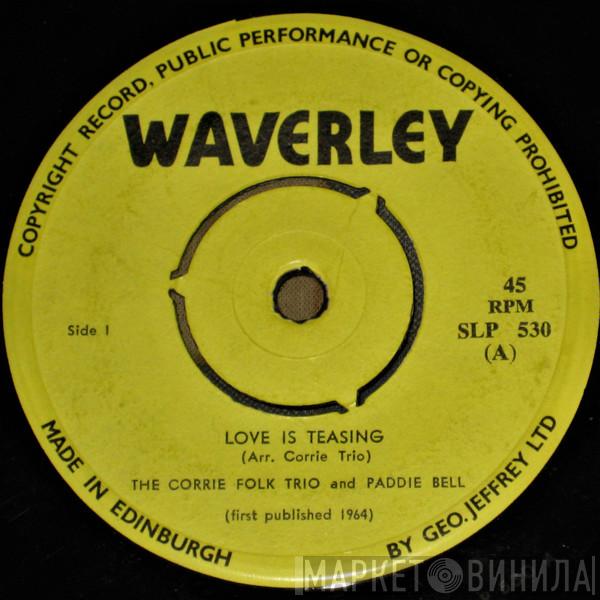 COPYRIGHT RECORD, PUBLIC PERFORMANCE OR COPYING PROHIBITED
WAVERLEY
45
RPM
Side 1
SLP 530
(A)
LOVE IS TEASING
(Arr. Corrie Trio)
THE CORRIE FOLK TRIO and PADDIE BELL
(first published 1964)
MADE IN EDINBURGH
BY GEO. JEFFREY LTD
МАРКЕТ ВИНИЛА